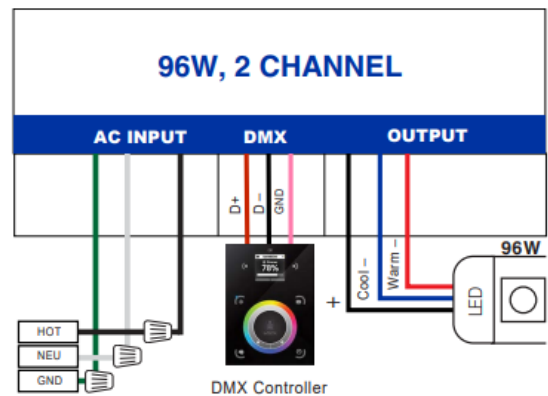 96W, 2 CHANNEL
AC INPUT
DMX
OUTPUT
D+
D –
GND
+
Cool –
Warm –
96W
LED
78%
HOT
NEU
GND
DMX Controller